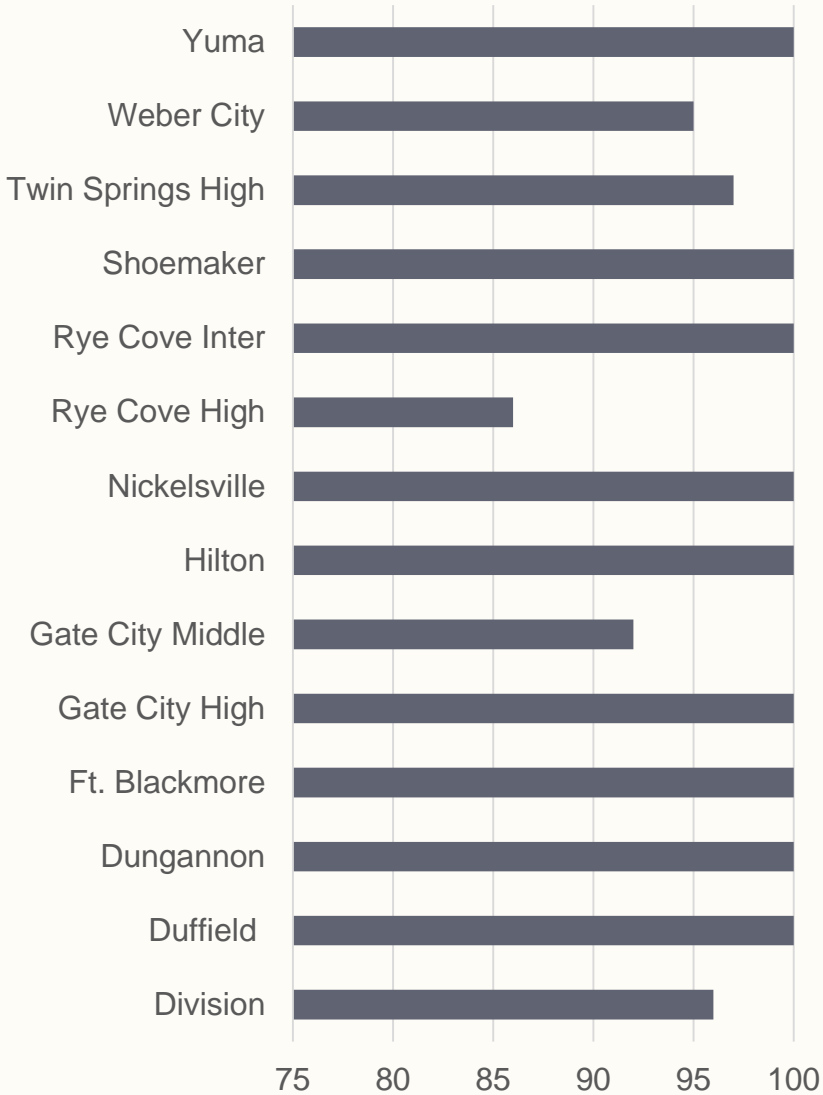 Yuma
Weber City
Twin Springs High
Shoemaker
Rye Cove Inter
Rye Cove High
Nickelsville
Hilton
Gate City Middle
Gate City High
Ft. Blackmore
Dungannon
Duffield
Division
75 80 85 90 95 100